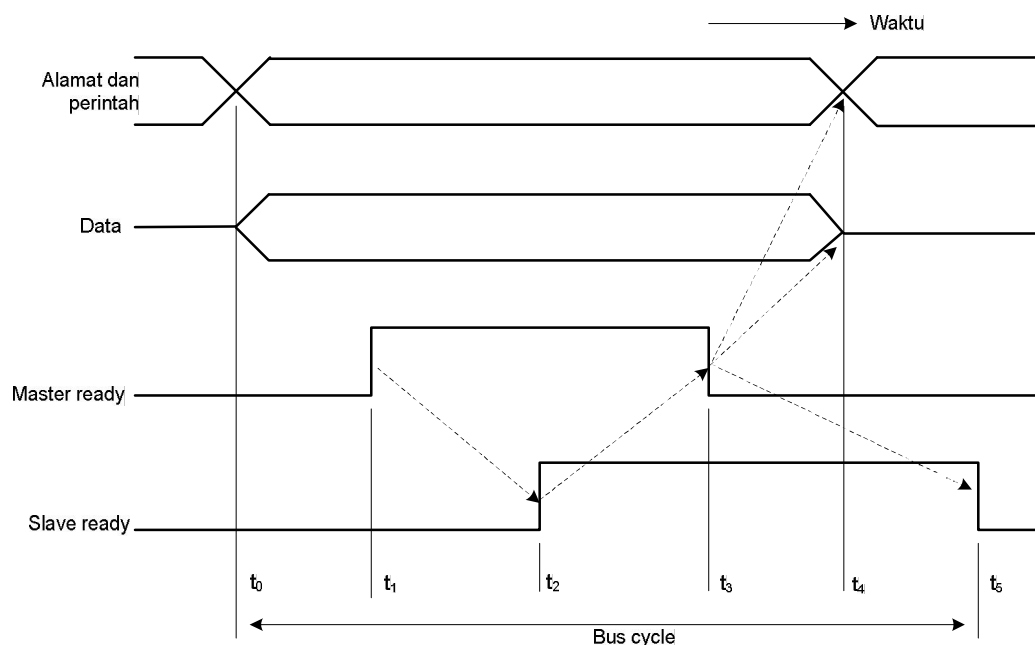 Waktu
Alamat dan
perintah
Data
Master ready
Slave ready
t₀ t₁ t₂ t₃ t₄ t₅
Bus cycle